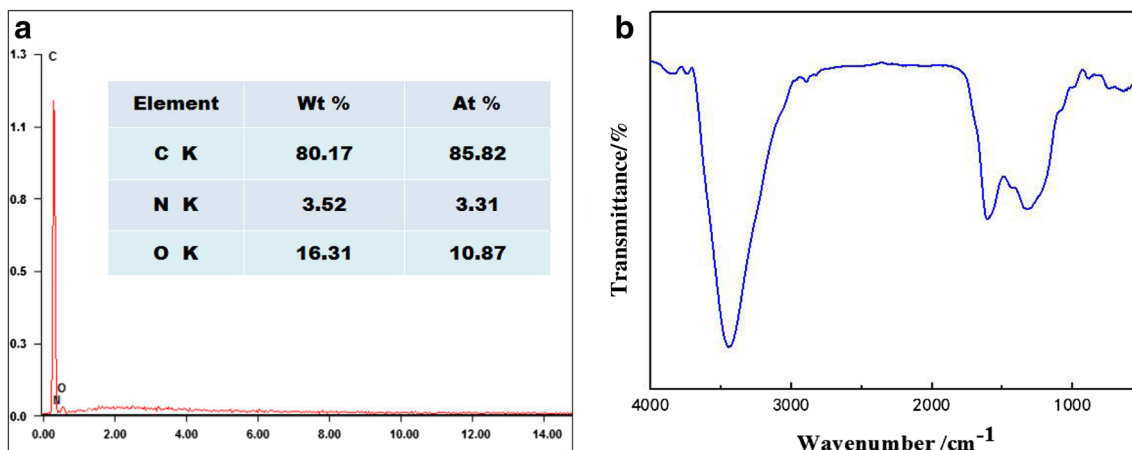 a
C
1.3
1.1
0.8
0.5
0.3
0.0
Element Wt % At %
C K 80.17 85.82
N K 3.52 3.31
O K 16.31 10.87
O
N
0.00 2.00 4.00 6.00 8.00 10.00 12.00 14.00
b
Transmittance/%
4000 3000 2000 1000
Wavenumber /cm-1